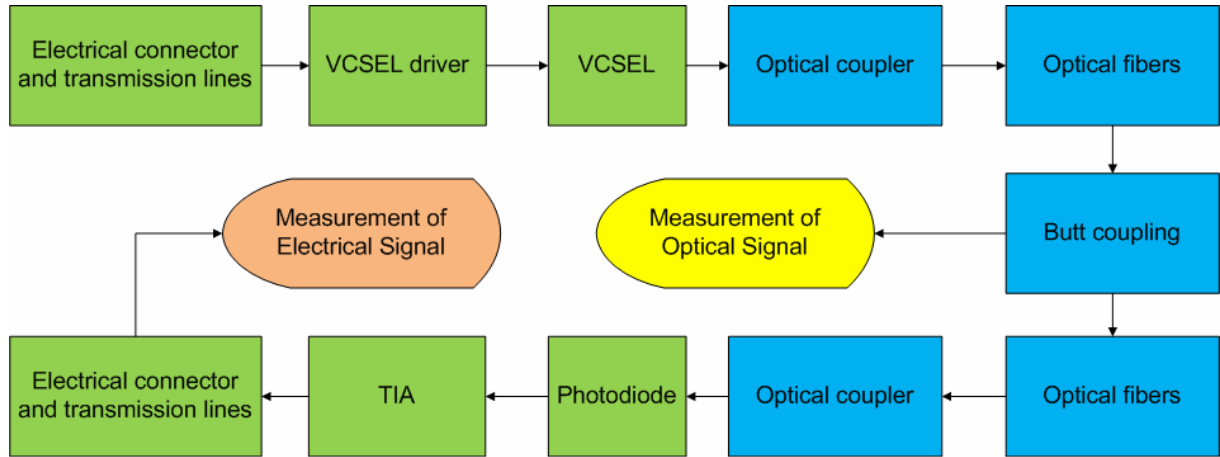 Electrical connector
and transmission lines
VCSEL driver
VCSEL
Optical coupler
Optical fibers
Measurement of
Electrical Signal
Measurement of
Optical Signal
Butt coupling
Electrical connector
and transmission lines
TIA
Photodiode
Optical coupler
Optical fibers